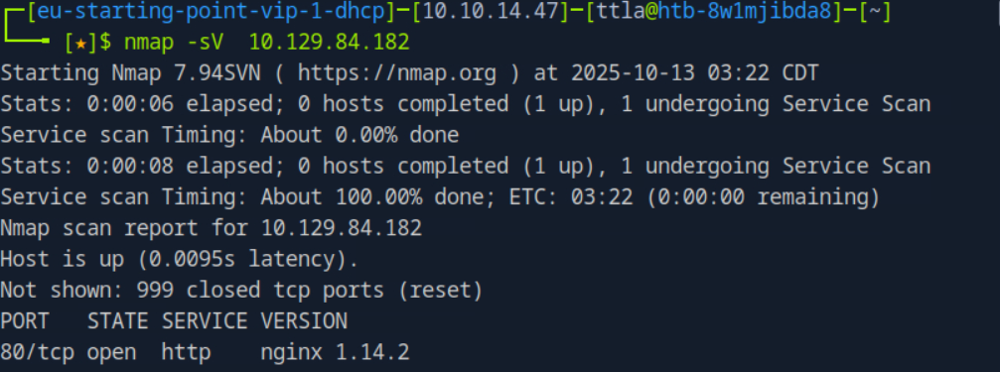 [eu-starting-point-vip-1-dhcp]-[10.10.14.47]-[ttla@htb-8w1mjibda8]-[~]
[★]$ nmap -sV  10.129.84.182
Starting Nmap 7.94SVN ( https://nmap.org ) at 2025-10-13 03:22 CDT
Stats: 0:00:06 elapsed; 0 hosts completed (1 up), 1 undergoing Service Scan
Service scan Timing: About 0.00% done
Stats: 0:00:08 elapsed; 0 hosts completed (1 up), 1 undergoing Service Scan
Service scan Timing: About 100.00% done; ETC: 03:22 (0:00:00 remaining)
Nmap scan report for 10.129.84.182
Host is up (0.0095s latency).
Not shown: 999 closed tcp ports (reset)
PORT   STATE SERVICE VERSION
80/tcp open  http    nginx 1.14.2